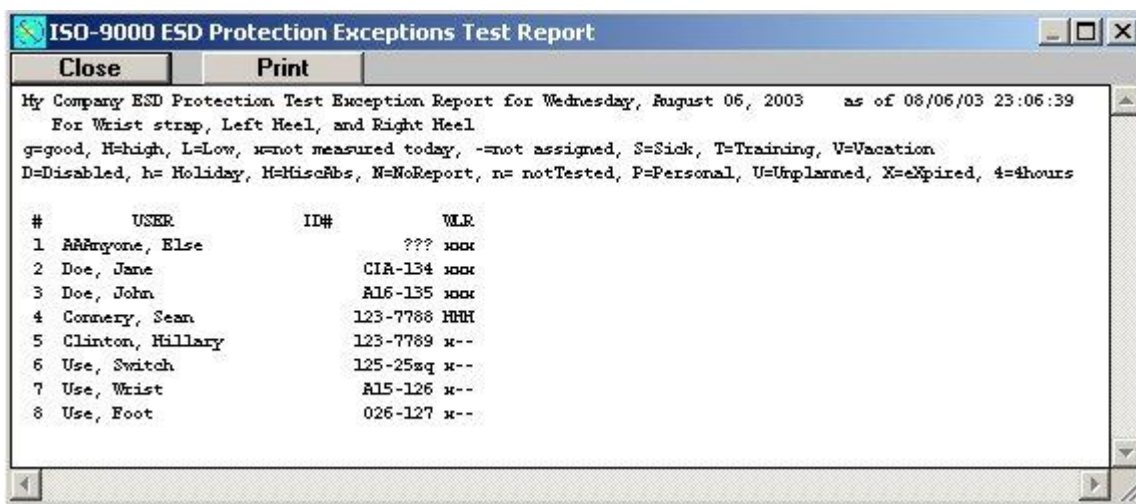 ISO-9000 ESD Protection Exceptions Test Report
Close Print
My Company ESD Protection Test Exception Report for Wednesday, August 06, 2003 as of 08/06/03 23:06:39
For Wrist strap, Left Heel, and Right Heel
g=good, H=high, L=Low, x=not measured today, -=not assigned, S=Sick, T=Training, V=Vacation
D=Disabled, h= Holiday, M=MiscAbs, N=NoReport, n= notTested, P=Personal, U=Unplanned, X=eXpired, 4=4hours
# USER ID# WLR
1 AAAnyone, Else ??? xxx
2 Doe, Jane CIA-134 xxx
3 Doe, John A16-135 xxx
4 Connery, Sean 123-7788 HHH
5 Clinton, Hillary 123-7789 x--
6 Use, Switch 125-25sq x--
7 Use, Wrist A15-126 x--
8 Use, Foot 026-127 x--